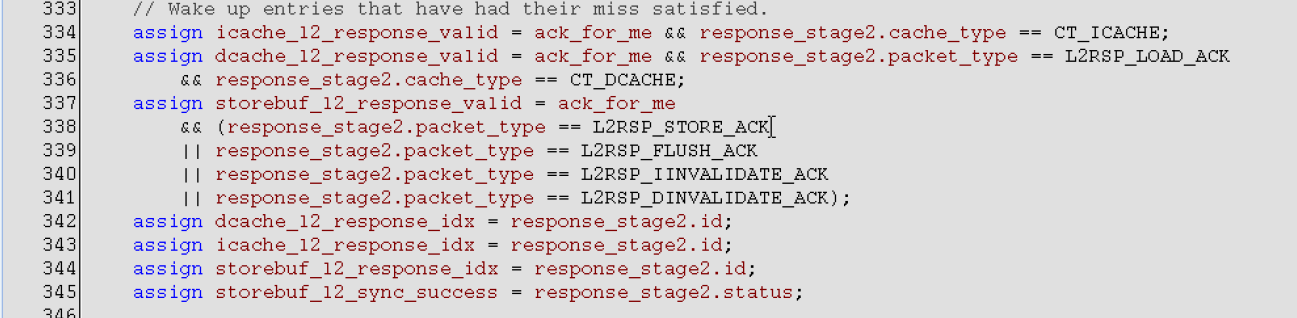 333 // Wake up entries that have had their miss satisfied.
334 assign icache_l2_response_valid = ack_for_me && response_stage2.cache_type == CT_ICACHE;
335 assign dcache_l2_response_valid = ack_for_me && response_stage2.packet_type == L2RSP_LOAD_ACK
336 && response_stage2.cache_type == CT_DCACHE;
337 assign storebuf_l2_response_valid = ack_for_me
338 && (response_stage2.packet_type == L2RSP_STORE_ACK
339 || response_stage2.packet_type == L2RSP_FLUSH_ACK
340 || response_stage2.packet_type == L2RSP_IINVALIDATE_ACK
341 || response_stage2.packet_type == L2RSP_DINVALIDATE_ACK);
342 assign dcache_l2_response_idx = response_stage2.id;
343 assign icache_l2_response_idx = response_stage2.id;
344 assign storebuf_l2_response_idx = response_stage2.id;
345 assign storebuf_l2_sync_success = response_stage2.status;
346